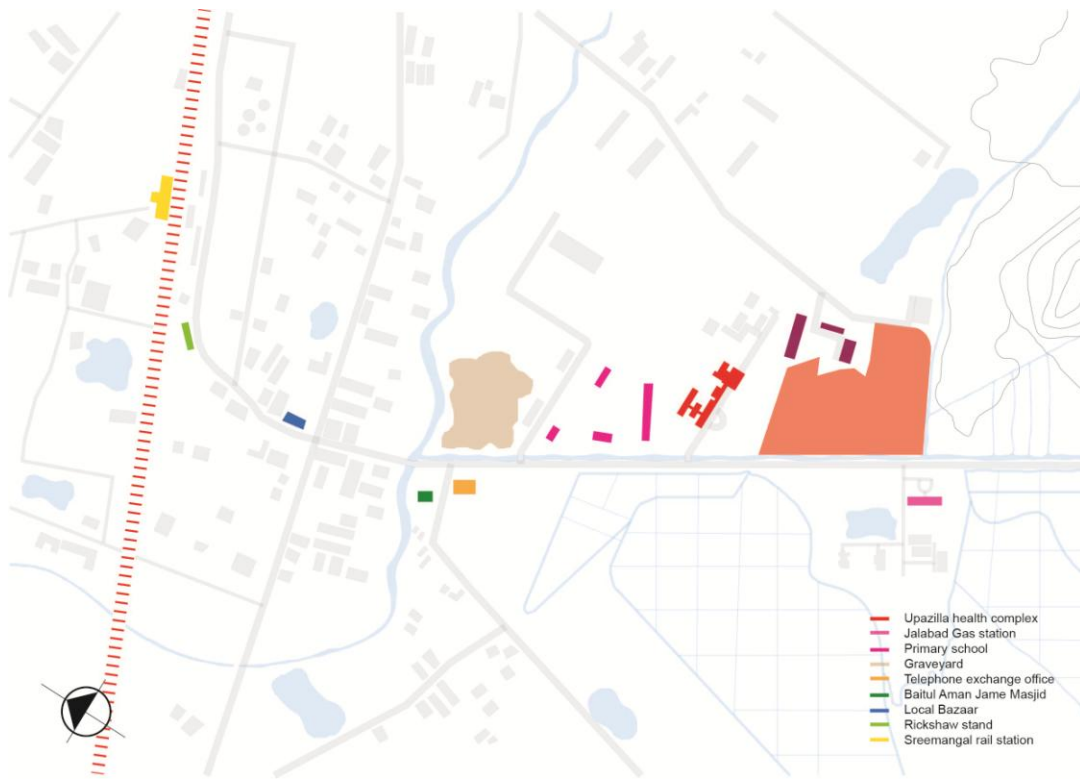 Upazilla health complex
Jalabad Gas station
Primary school
Graveyard
Telephone exchange office
Baitul Aman Jame Masjid
Local Bazaar
Rickshaw stand
Sreemangal rail station